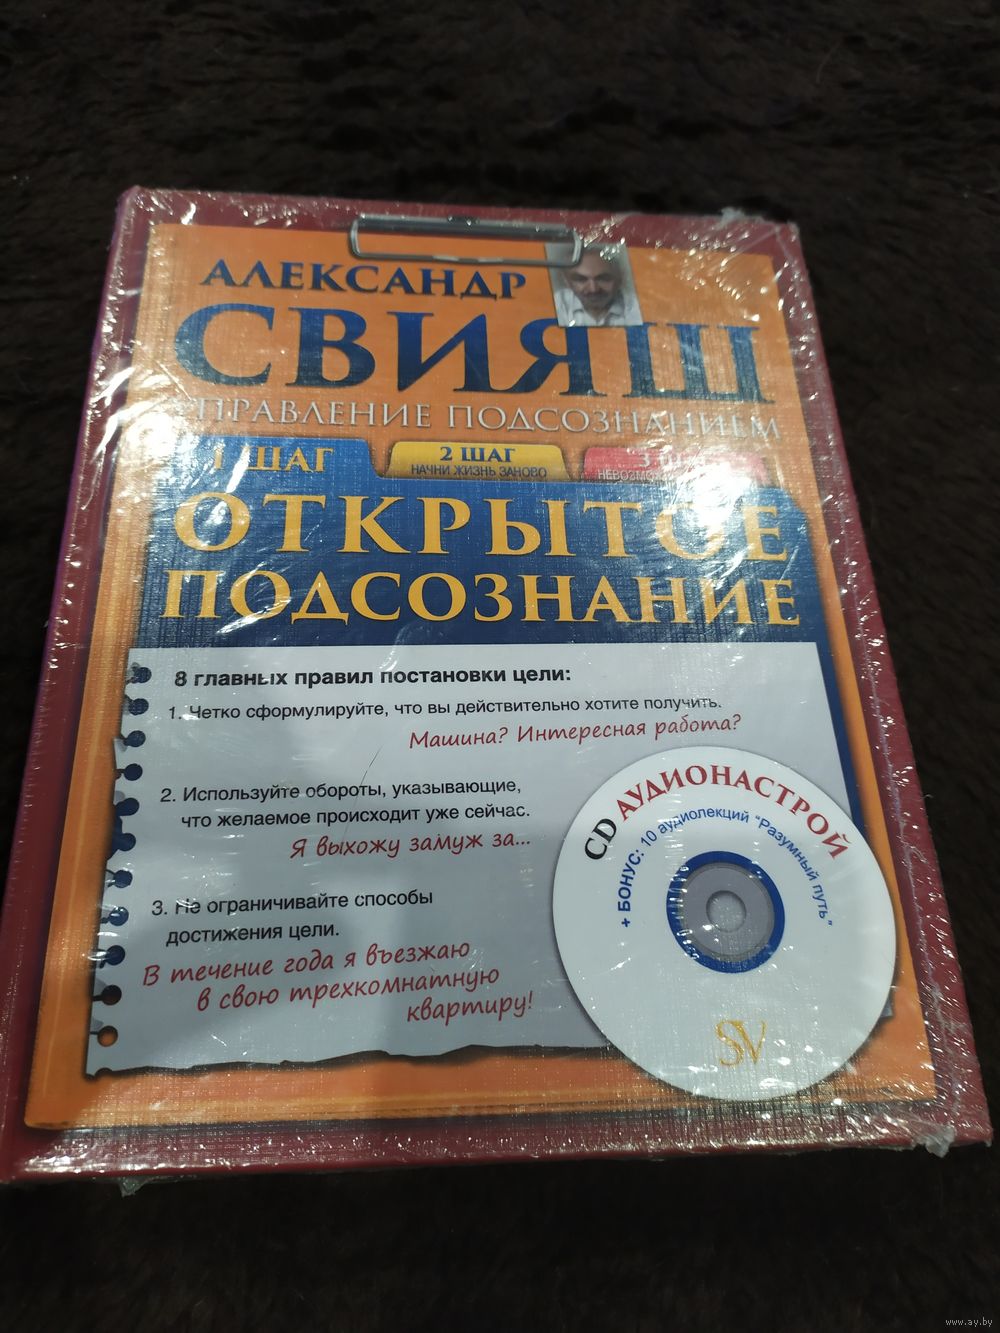 АЛЕКСАНДР
СВИЯШ
УПРАВЛЕНИЕ ПОДСОЗНАНИЕМ
1 ШАГ
2 ШАГ
НАЧНИ ЖИЗНЬ ЗАНОВО
ОТКРЫТОЕ
ПОДСОЗНАНИЕ
8 главных правил постановки цели:
1. Четко сформулируйте, что вы действительно хотите получить.
Машина? Интересная работа?
2. Используйте обороты, указывающие,
что желаемое происходит уже сейчас.
Я выхожу замуж за...
3. Не ограничивайте способы
достижения цели.
В течение года я въезжаю
в свою трехкомнатную
квартиру!
CD АУДИОНАСТРОЙ
+ БОНУС: 10 аудиолекций "Разумный путь"
SV
www.ay.by